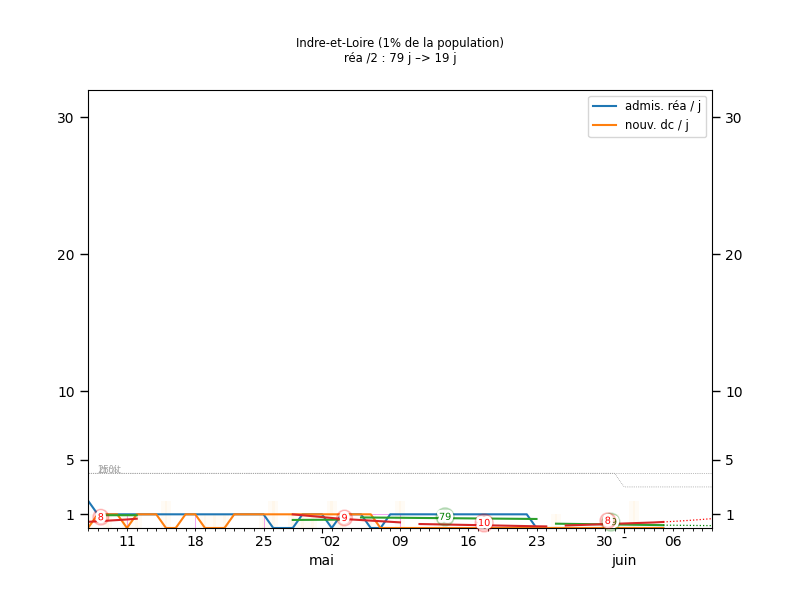 Indre-et-Loire (1% de la population)
réa /2 : 79 j –> 19 j
admis. réa / j
nouv. dc / j
30 30
20 20
10 10
5 5
1 1
8 9 79 10 8
11 18 25 02 09 16 23 30 06
mai juin